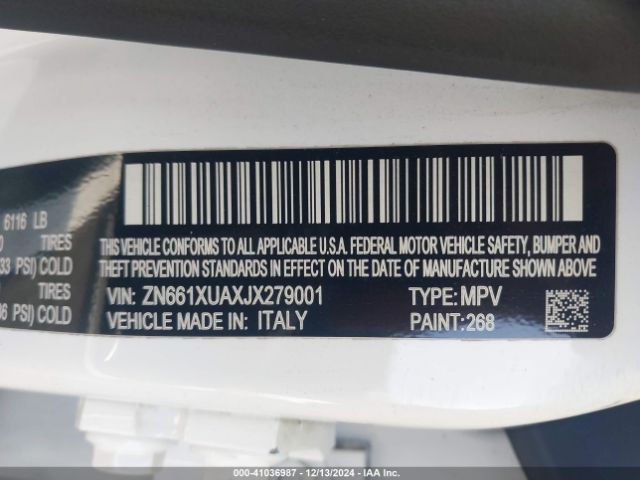 6116 LB
TIRES
33 PSI) COLD
TIRES
36 PSI) COLD
THIS VEHICLE CONFORMS TO ALL APPLICABLE U.S.A. FEDERAL MOTOR VEHICLE SAFETY, BUMPER AND
THEFT PREVENTION STANDARDS IN EFFECT ON THE DATE OF MANUFACTURE SHOWN ABOVE
VIN: ZN661XUAXJX279001 TYPE: MPV
VEHICLE MADE IN: ITALY PAINT: 268
000-41036987 - 12/13/2024 - IAA Inc.